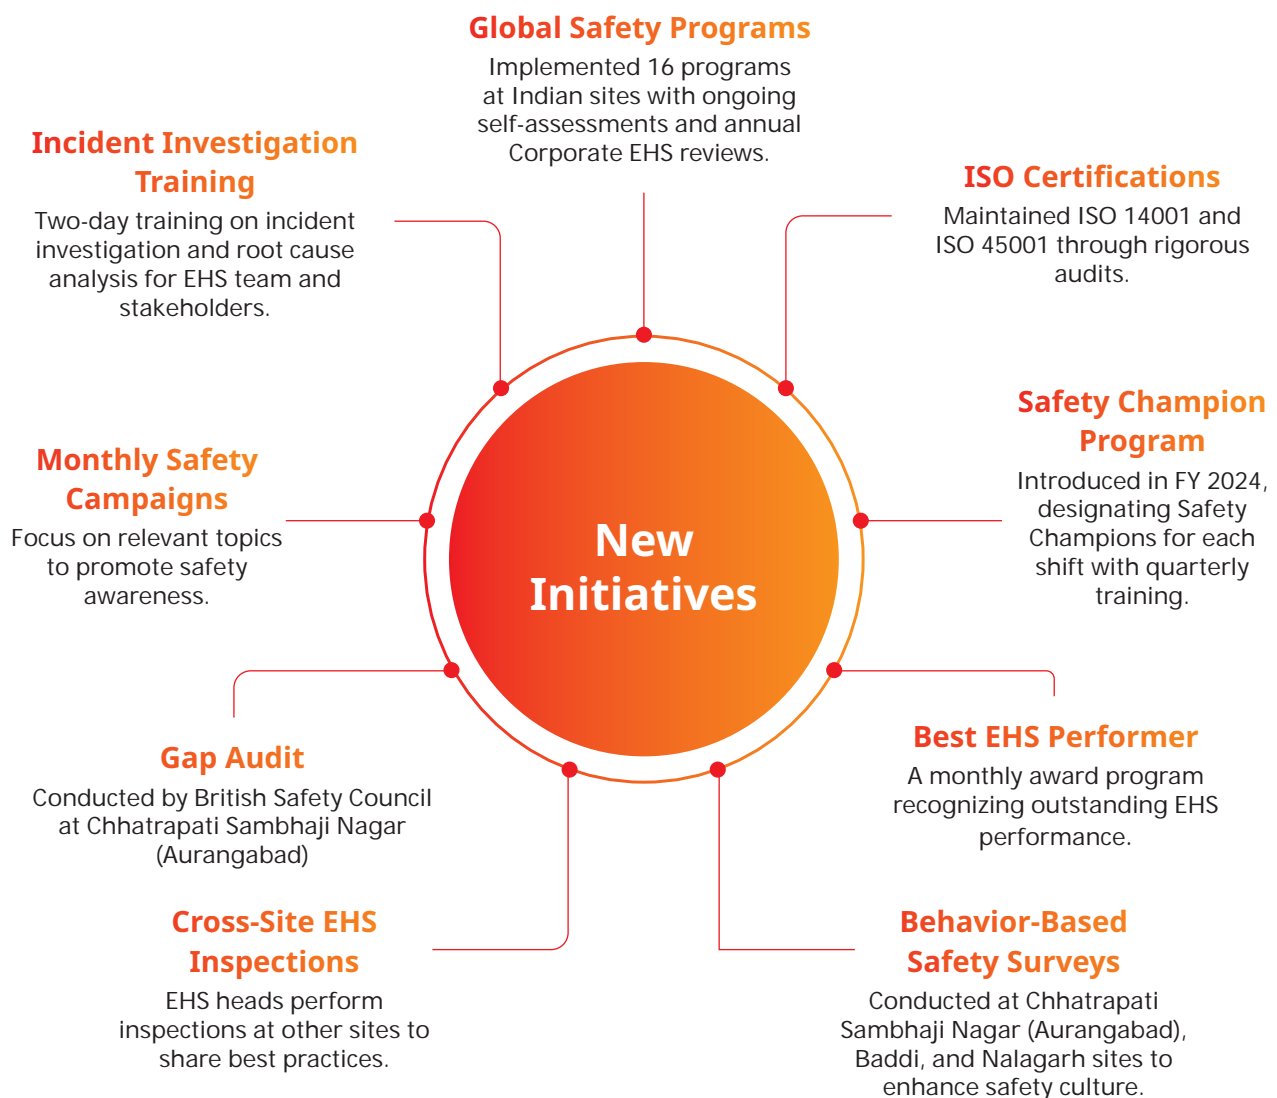 Global Safety Programs
Implemented 16 programs
at Indian sites with ongoing
self-assessments and annual
Corporate EHS reviews.
Incident Investigation
Training
Two-day training on incident
investigation and root cause
analysis for EHS team and
stakeholders.
ISO Certifications
Maintained ISO 14001 and
ISO 45001 through rigorous
audits.
Safety Champion
Program
Introduced in FY 2024,
designating Safety
Champions for each
shift with quarterly
training.
Monthly Safety
Campaigns
Focus on relevant topics
to promote safety
awareness.
New
Initiatives
Gap Audit
Conducted by British Safety Council
at Chhatrapati Sambhaji Nagar
(Aurangabad)
Best EHS Performer
A monthly award program
recognizing outstanding EHS
performance.
Cross-Site EHS
Inspections
EHS heads perform
inspections at other sites to
share best practices.
Behavior-Based
Safety Surveys
Conducted at Chhatrapati
Sambhaji Nagar (Aurangabad),
Baddi, and Nalagarh sites to
enhance safety culture.